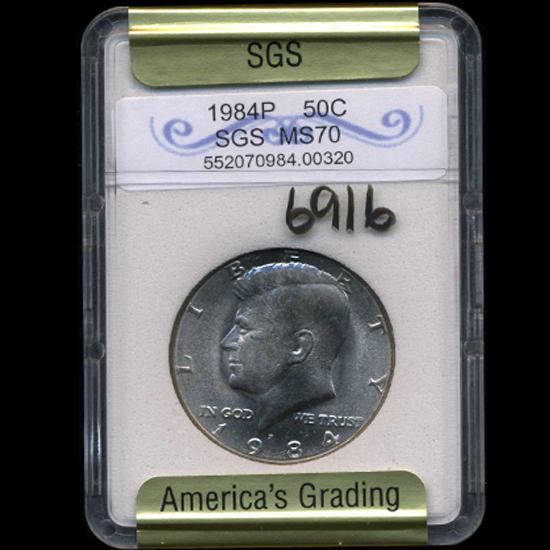 SGS
1984P 50C
SGS MS70
552070984.00320
6916
LIBERTY
IN GOD WE TRUST
P
1984
America's Grading